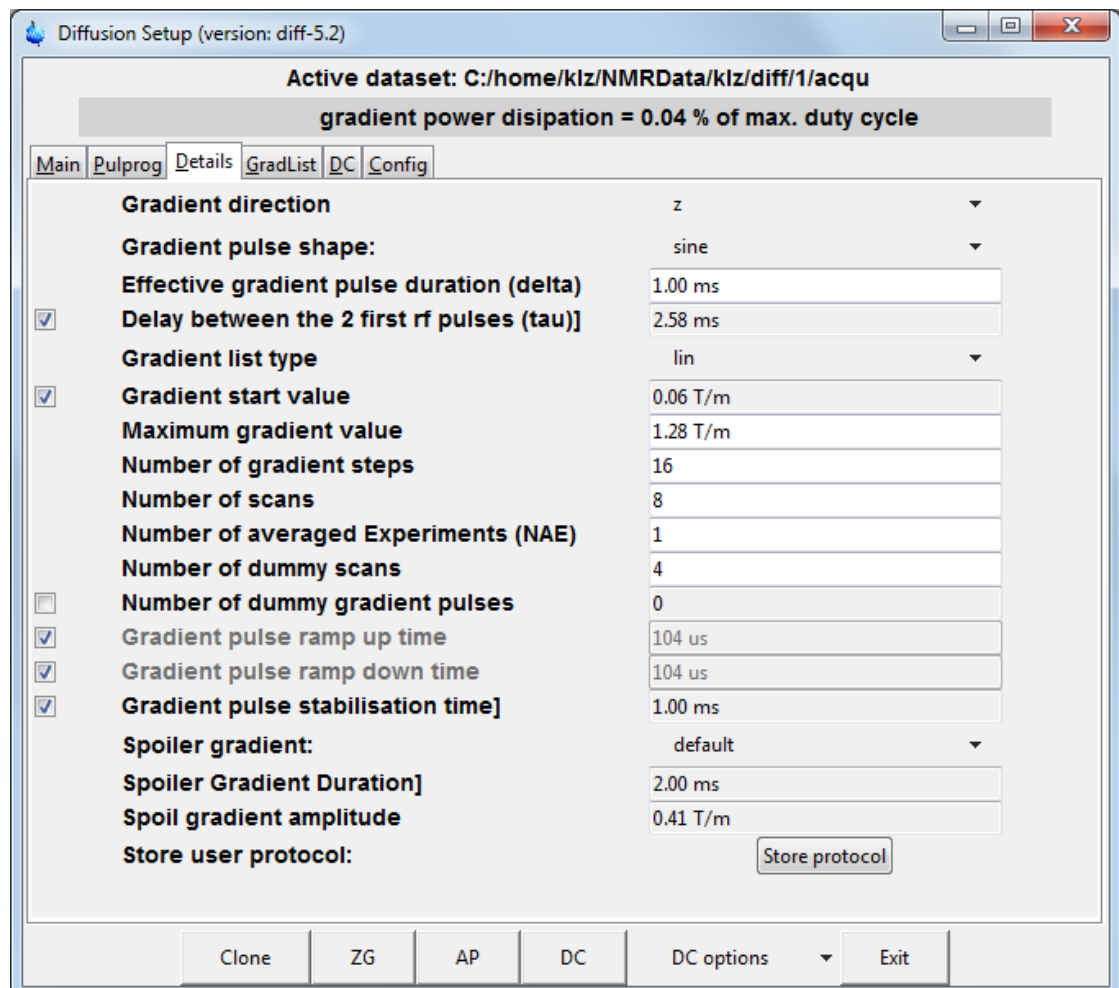 Diffusion Setup (version: diff-5.2)
Active dataset: C:/home/klz/NMRData/klz/diff/1/acqu
gradient power disipation = 0.04 % of max. duty cycle
Main Pulprog Details GradList DC Config
Gradient direction z
Gradient pulse shape: sine
Effective gradient pulse duration (delta) 1.00 ms
Delay between the 2 first rf pulses (tau)] 2.58 ms
Gradient list type lin
Gradient start value 0.06 T/m
Maximum gradient value 1.28 T/m
Number of gradient steps 16
Number of scans 8
Number of averaged Experiments (NAE) 1
Number of dummy scans 4
Number of dummy gradient pulses 0
Gradient pulse ramp up time 104 us
Gradient pulse ramp down time 104 us
Gradient pulse stabilisation time] 1.00 ms
Spoiler gradient: default
Spoiler Gradient Duration] 2.00 ms
Spoil gradient amplitude 0.41 T/m
Store user protocol: Store protocol
Clone ZG AP DC DC options Exit